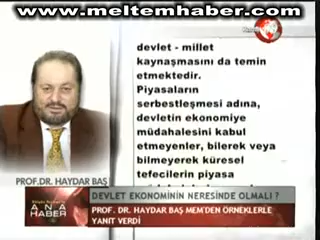 www.meltemhaber.com
devlet - millet
kaynaşmasını da temin
etmektedir.
Piyasaların
serbestleşmesi adına,
devletin ekonomiye
müdahalesini kabul
etmeyenler, bilerek veya
bilmeyerek küresel
tefecilerin piyasa
PROF.DR. HAYDAR BAŞ
DEVLET EKONOMİNİN NERESİNDE OLMALI ?
ANA
HABER
PROF. DR. HAYDAR BAŞ MEM'DEN ÖRNEKLERLE
YANIT VERDİ